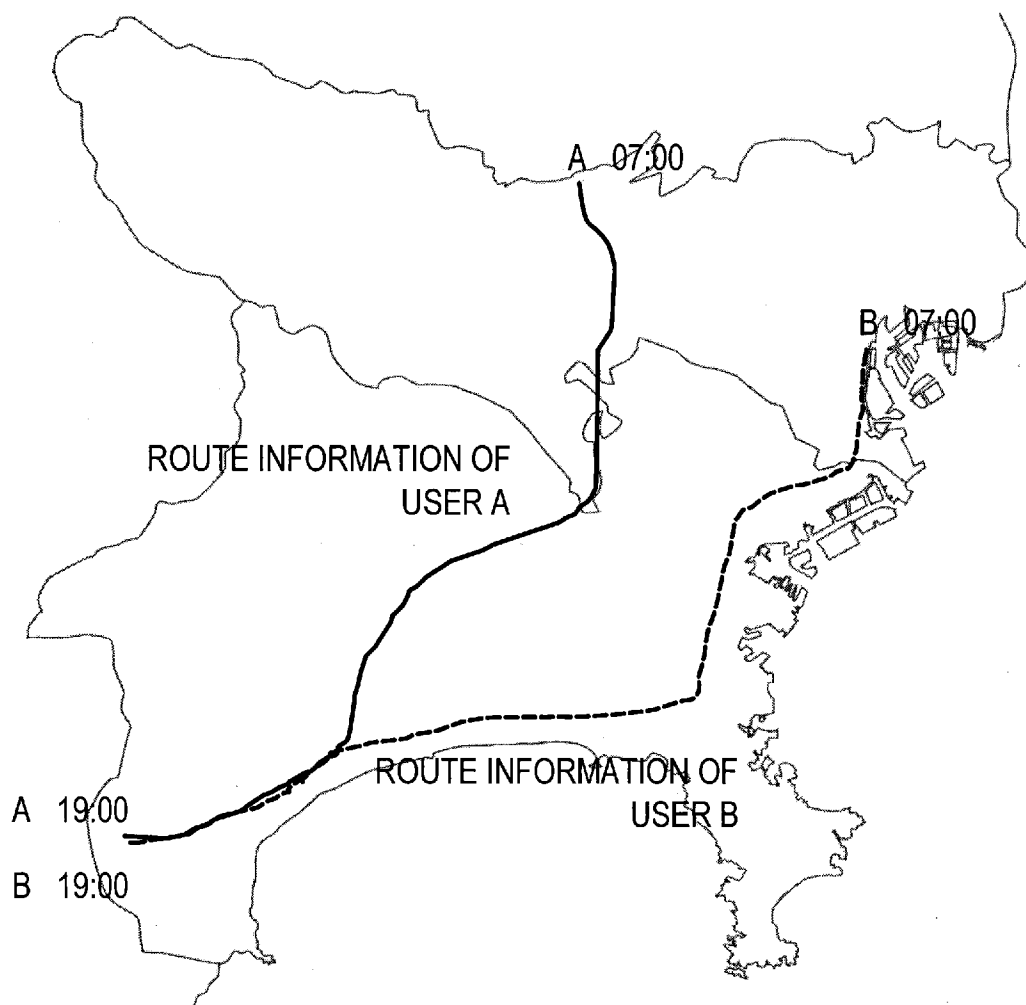 A 07:00
B 07:00
ROUTE INFORMATION OF
USER A
ROUTE INFORMATION OF
USER B
A 19:00
B 19:00